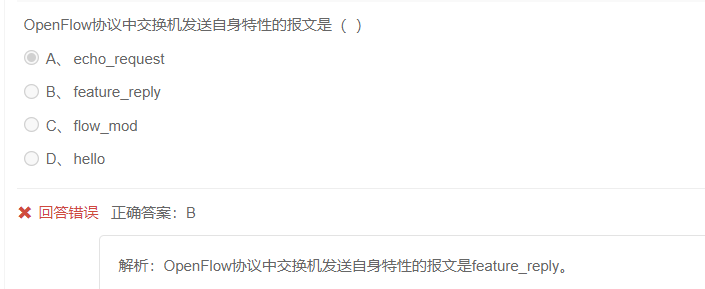 OpenFlow协议中交换机发送自身特性的报文是（ ）
A、 echo_request
B、 feature_reply
C、 flow_mod
D、 hello
回答错误 正确答案：B
解析：OpenFlow协议中交换机发送自身特性的报文是feature_reply。